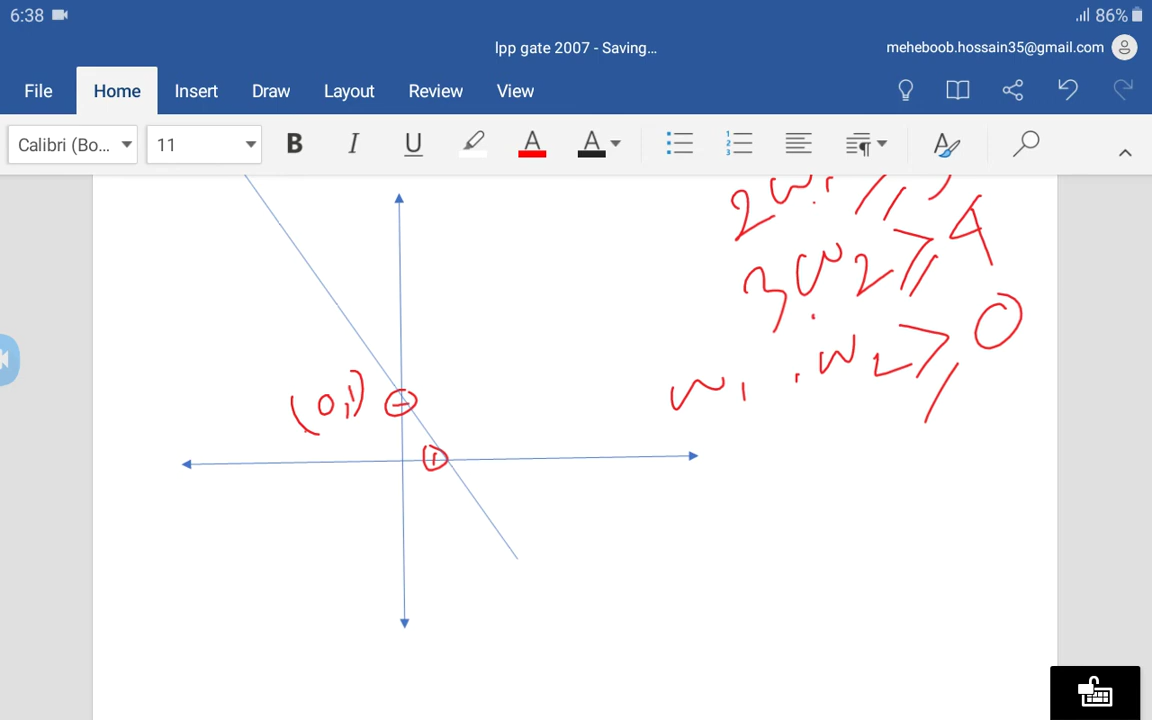 6:38
86%
lpp gate 2007 - Saving...
meheboob.hossain35@gmail.com
File Home Insert Draw Layout Review View
Calibri (Bo...
11
B I U A A
3w2 ≥ 4
w1, w2 ≥ 0
(0,1)
1